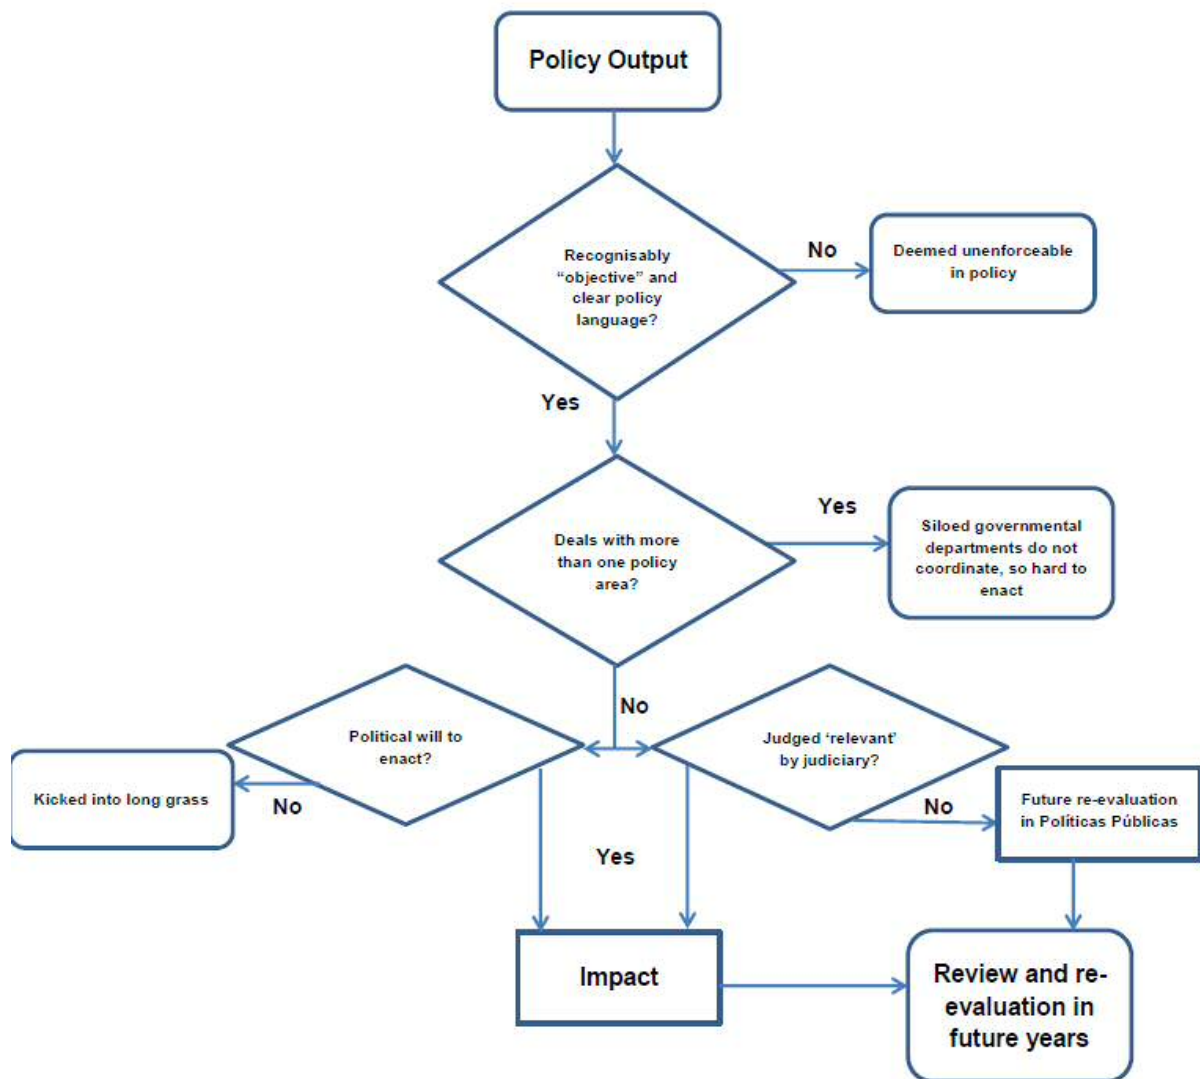 Policy Output
Recognisably
“objective” and
clear policy
language?
No
Deemed unenforceable
in policy
Yes
Deals with more
than one policy
area?
Yes
Siloed governmental
departments do not
coordinate, so hard to
enact
No
Political will to
enact?
Judged ‘relevant’
by judiciary?
Kicked into long grass
No
No
Future re-evaluation
in Políticas Públicas
Yes
Impact
Review and re-
evaluation in
future years